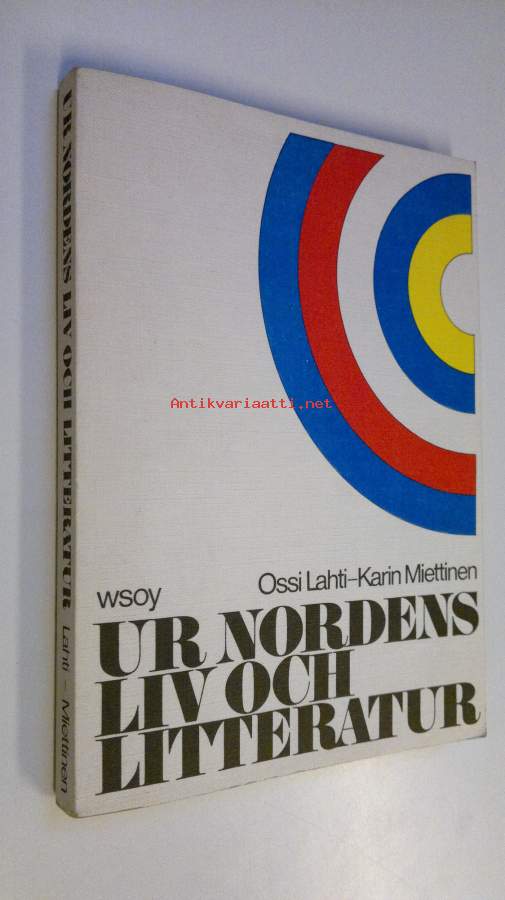 UR NORDENS LIV OCH LITTERATUR Lahti – Miettinen
Antikvariaatti.net
wsoy
Ossi Lahti–Karin Miettinen
UR NORDENS
LIV OCH
LITTERATUR